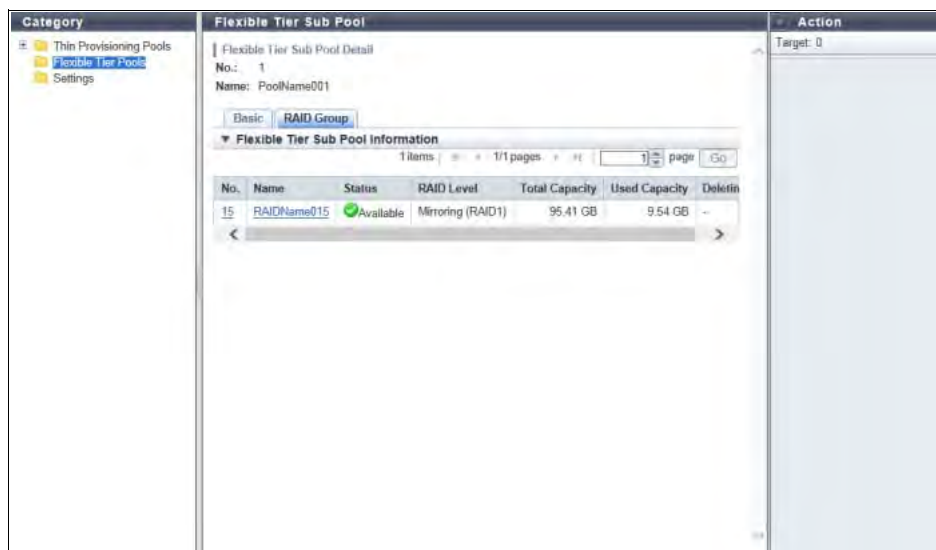 Category
Thin Provisioning Pools
Flexible Tier Pools
Settings
Flexible Tier Sub Pool
Flexible Tier Sub Pool Detail
No.: 1
Name: PoolName001
Basic RAID Group
Flexible Tier Sub Pool Information
1 items 1/1 pages 1 page Go
No. Name Status RAID Level Total Capacity Used Capacity Deletin
15 RAIDName015 Available Mirroring (RAID1) 95.41 GB 9.54 GB -
Action
Target: 0